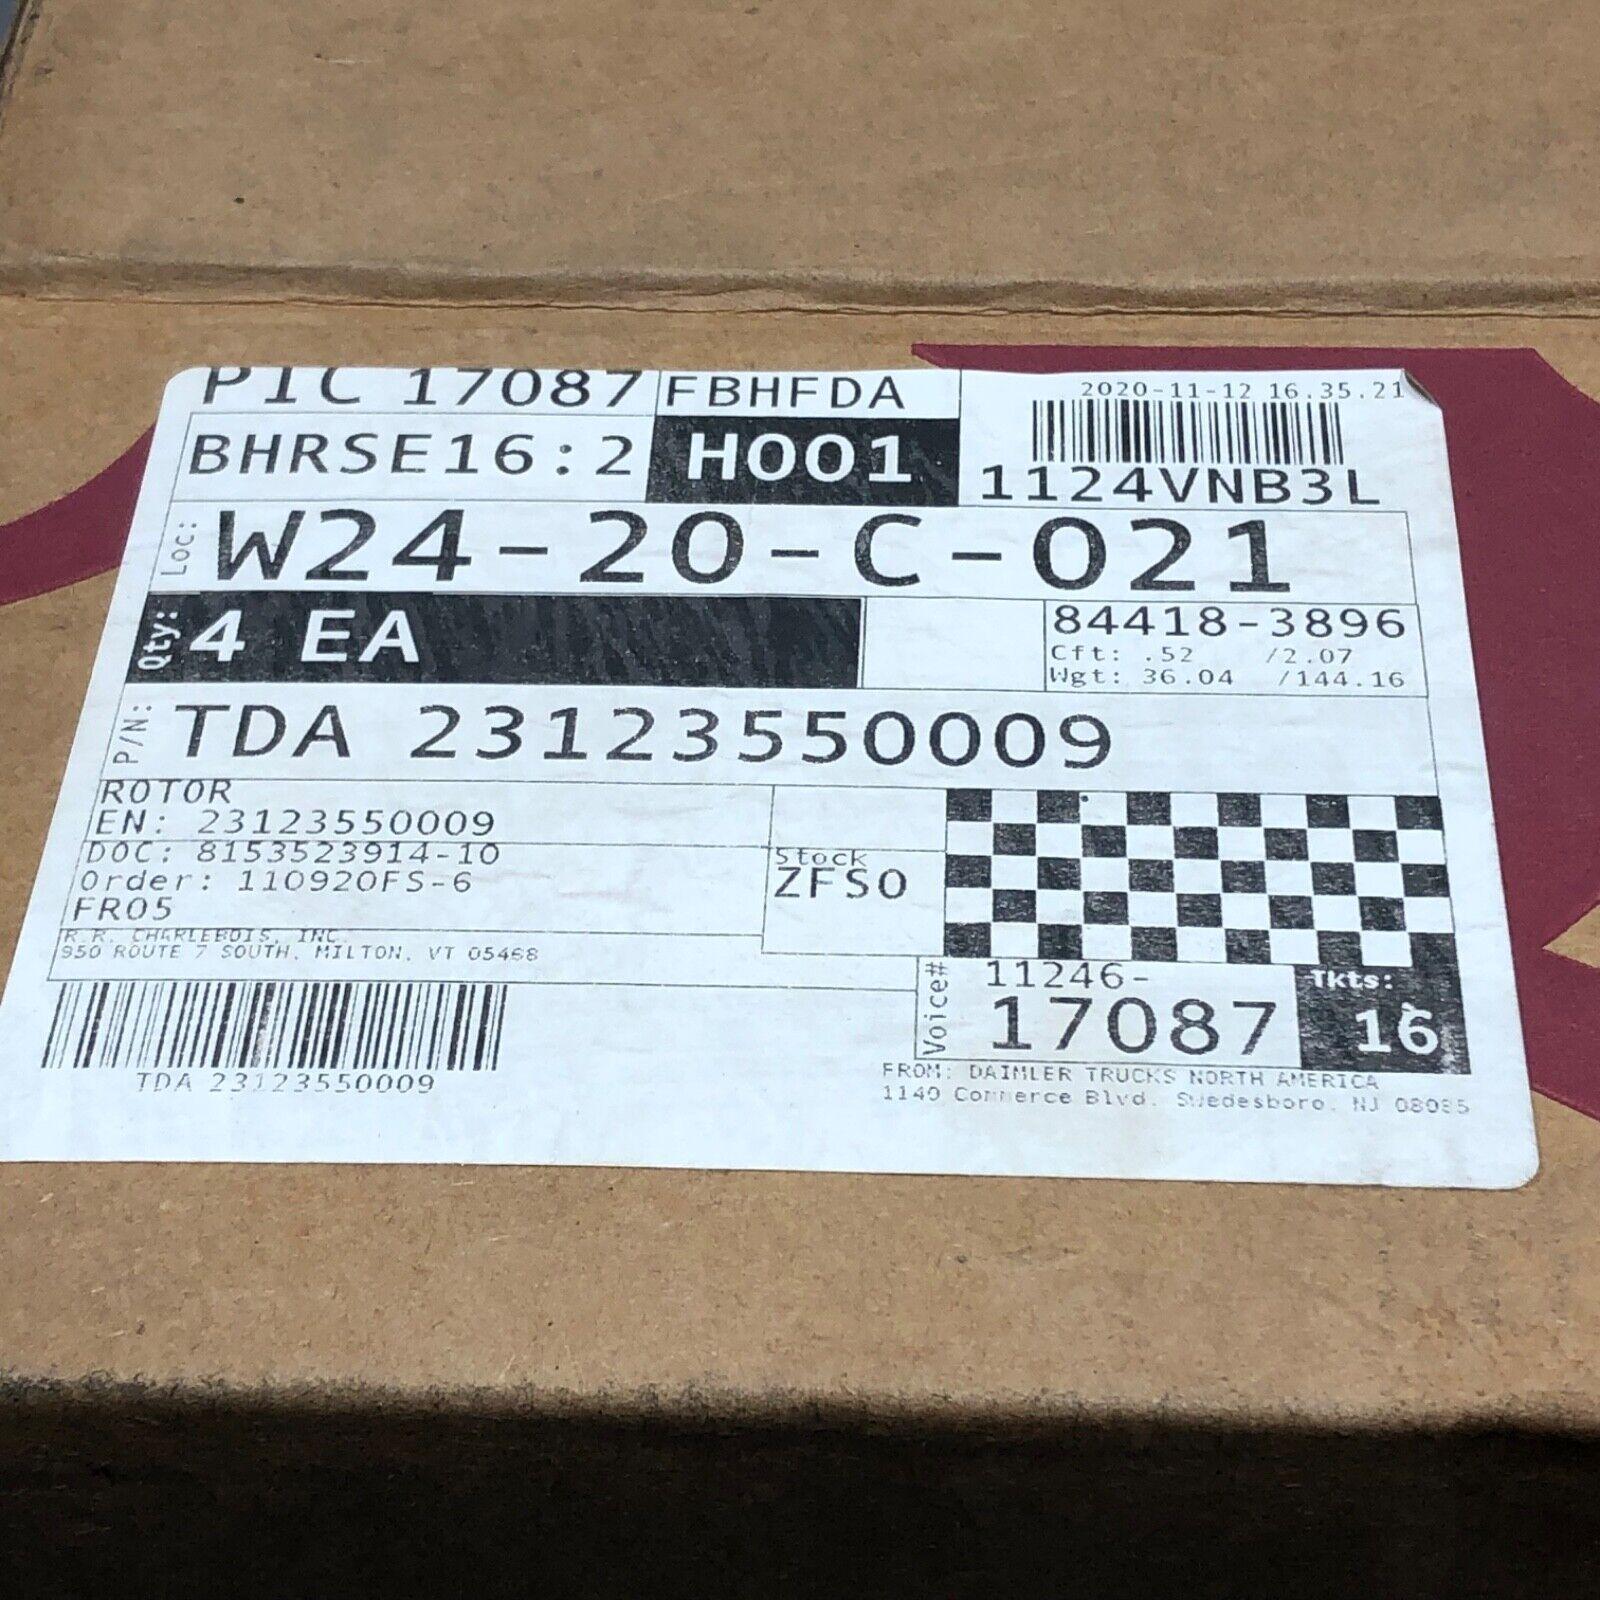 PIC 17087 FBHFDA
2020-11-12 16.35.21
BHRSE16:2 H001
1124VNB3L
Loc: W24-20-C-021
Qty: 4 EA
84418-3896
Cft: .52 /2.07
Wgt: 36.04 /144.16
P/N: TDA 23123550009
ROTOR
EN: 23123550009
DOC: 8153523914-10
Order: 110920FS-6
FR05
Stock
ZFSO
R.R. CHARLEBOIS, INC.
950 ROUTE 7 SOUTH, MILTON, VT 05468
Voice# 11246-
17087
Tkts:
16
TDA 23123550009
FROM: DAIMLER TRUCKS NORTH AMERICA
1140 Commerce Blvd. Swedesboro, NJ 08085